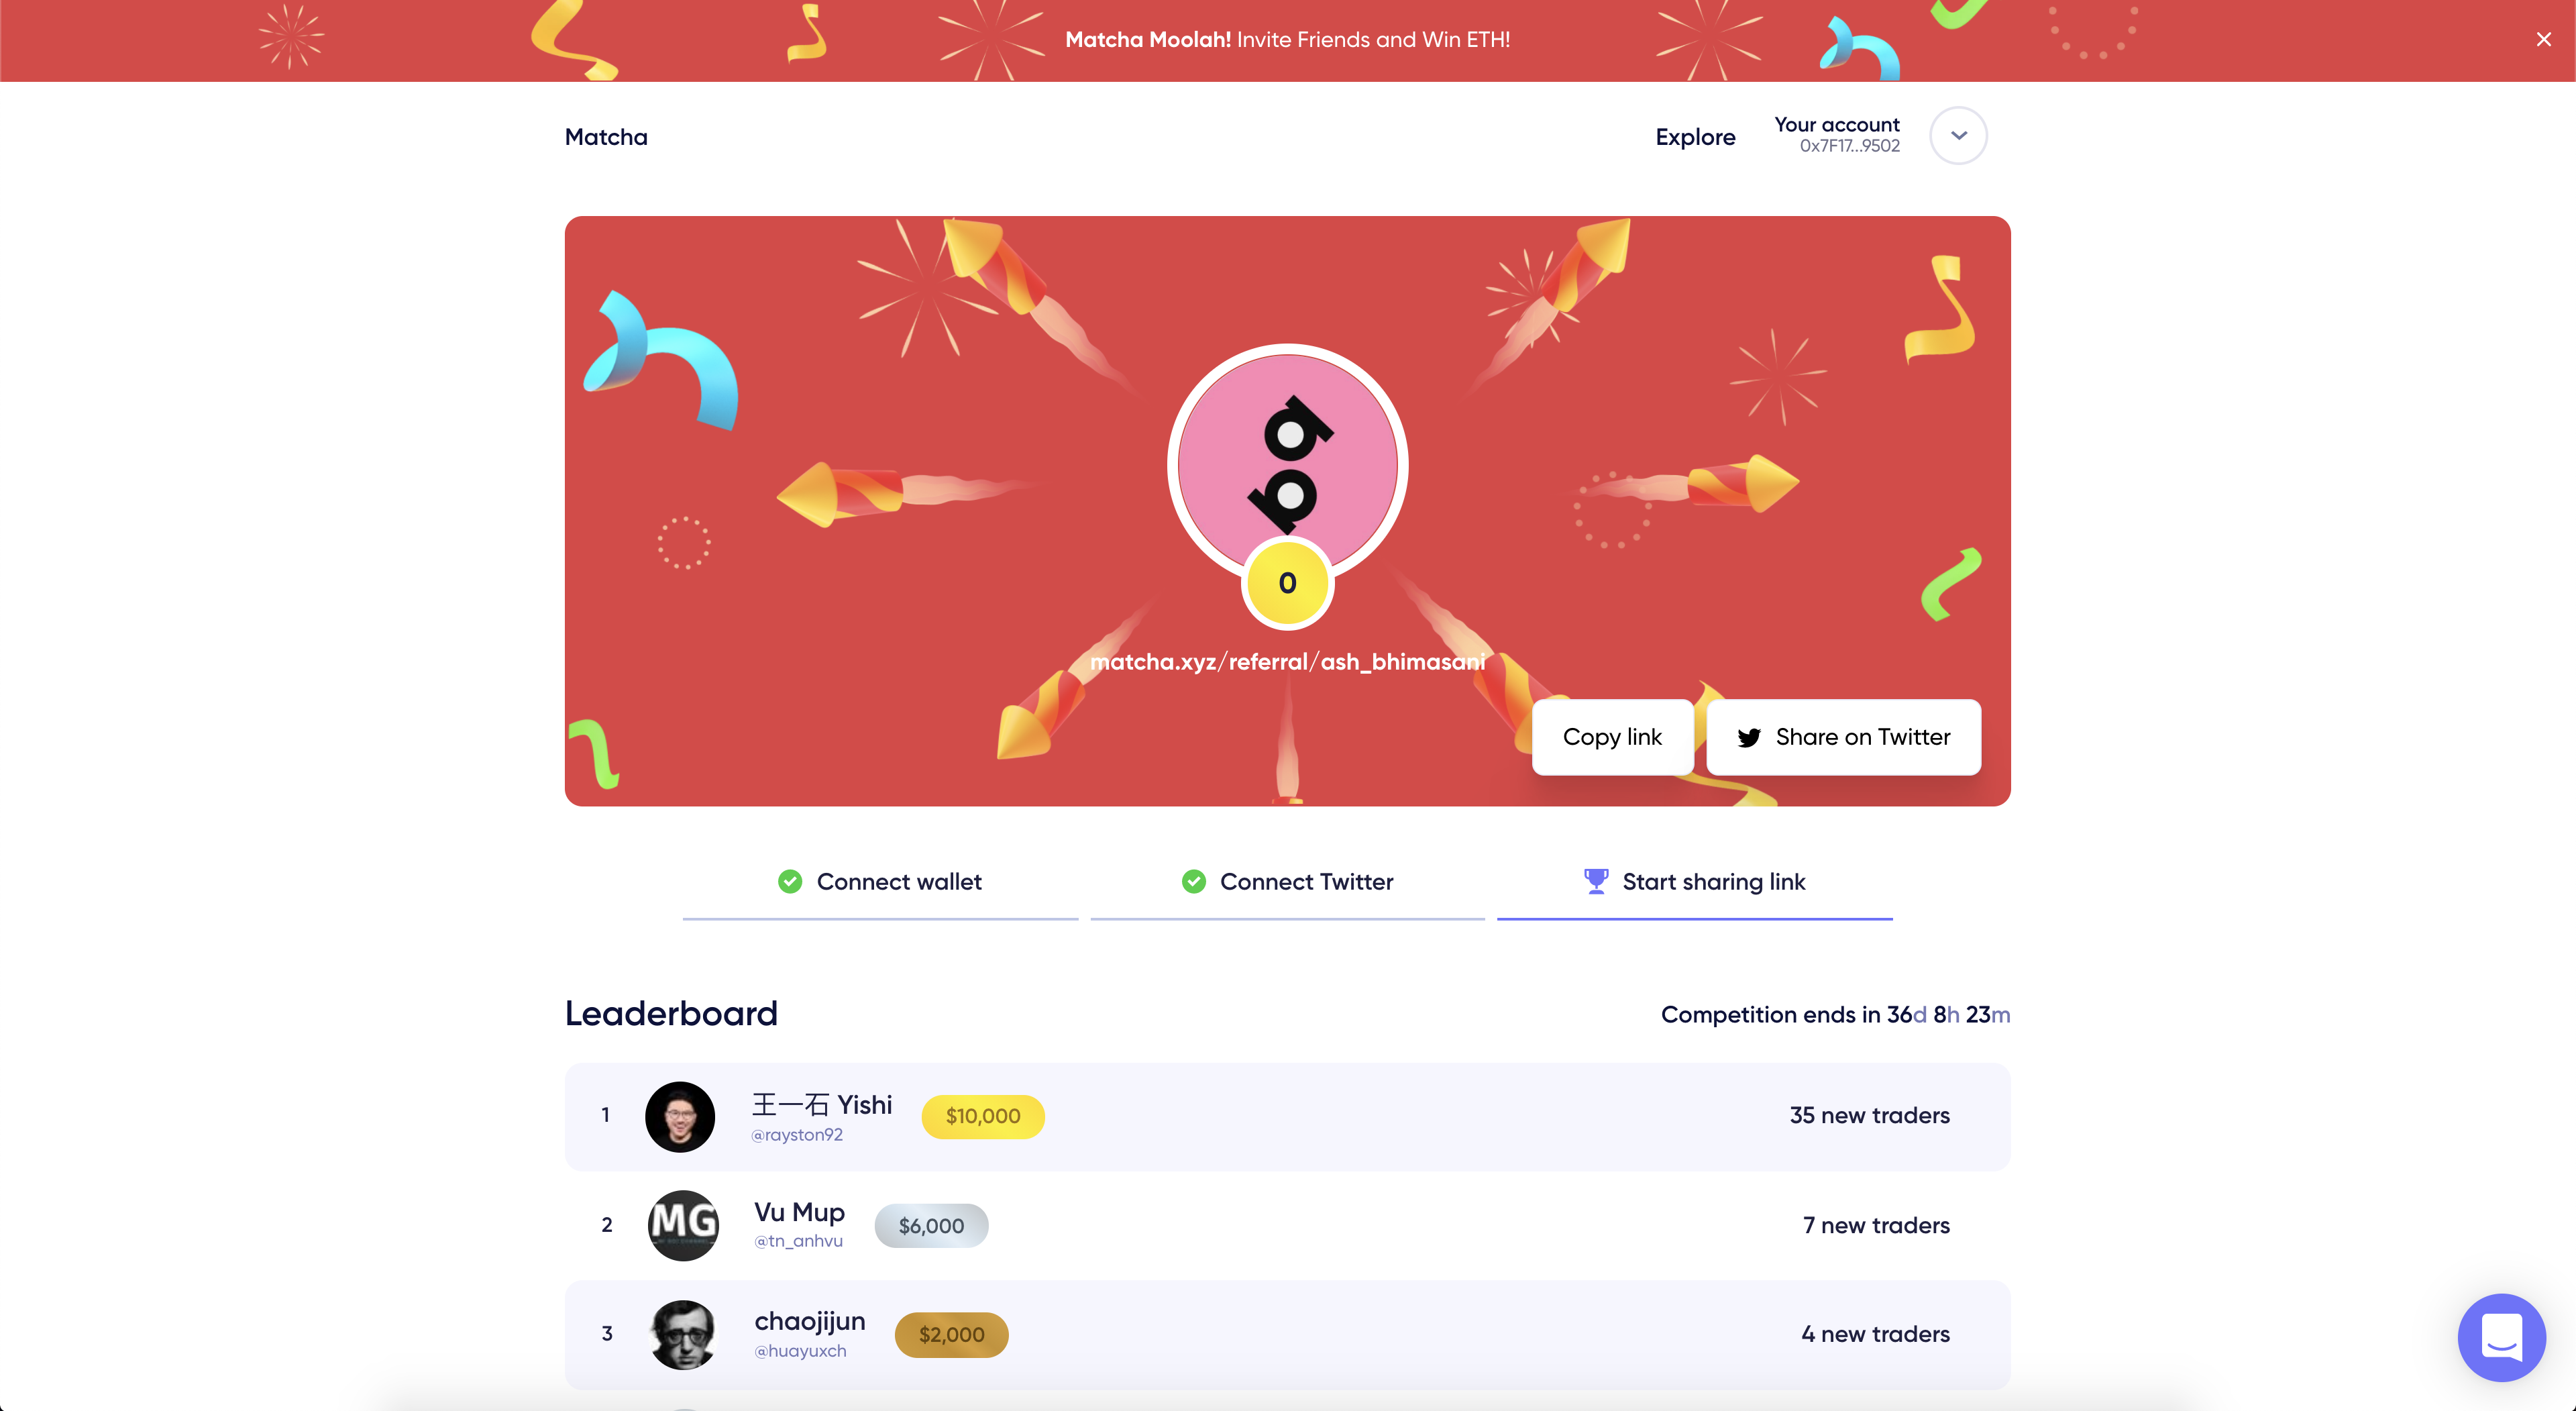 Matcha Moolah! Invite Friends and Win ETH!
Matcha
Explore
Your account
0x7F17...9502
ba
0
matcha.xyz/referral/ash_bhimasani
Copy link
Share on Twitter
Connect wallet
Connect Twitter
Start sharing link
Leaderboard
Competition ends in 36d 8h 23m
1
王一石 Yishi
@rayston92
$10,000
35 new traders
2
MG
Vu Mup
@tn_anhvu
$6,000
7 new traders
3
chaojijun
@huayuxch
$2,000
4 new traders